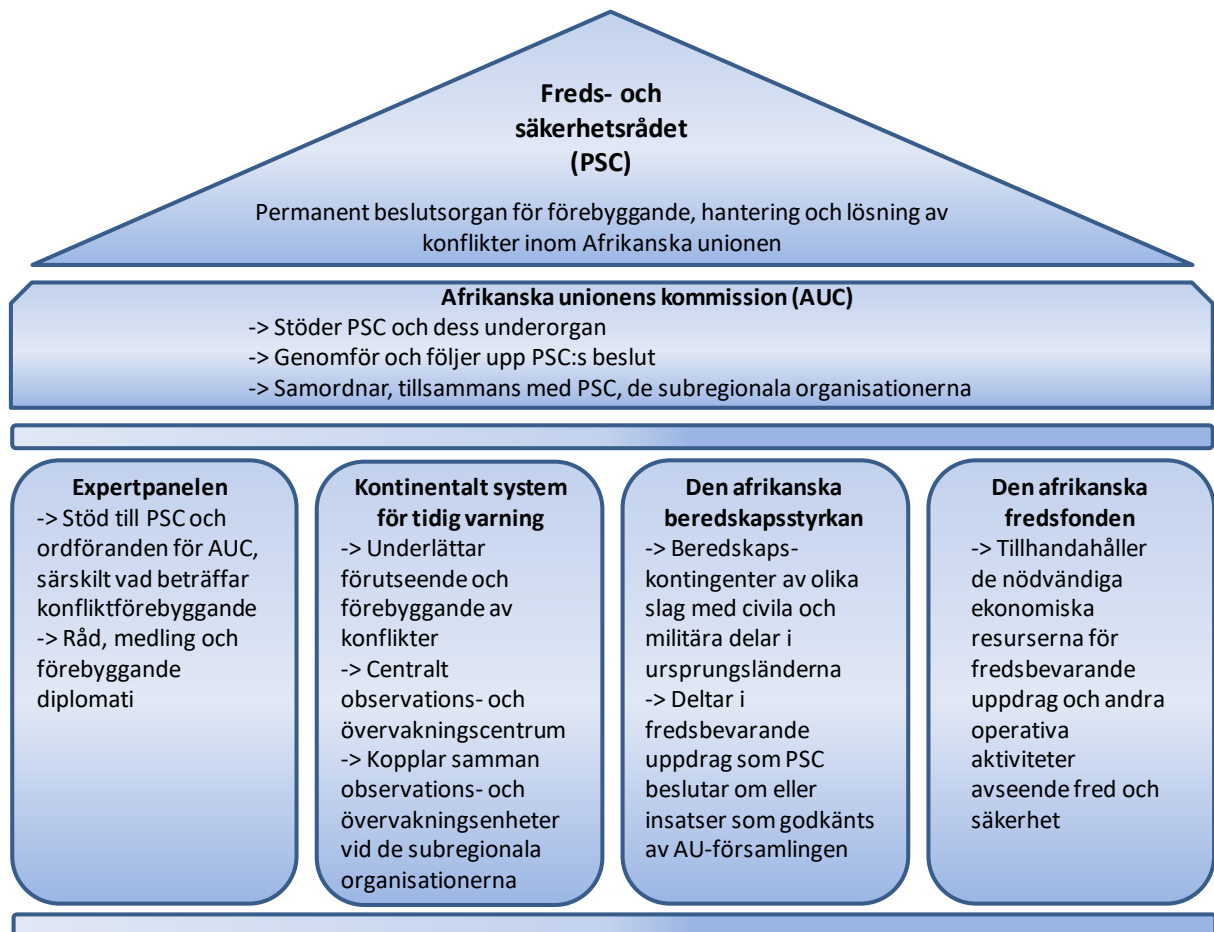 Freds- och
säkerhetsrådet
(PSC)
Permanent beslutsorgan för förebyggande, hantering och lösning av
konflikter inom Afrikanska unionen
Afrikanska unionens kommission (AUC)
-> Stöder PSC och dess underorgan
-> Genomför och följer upp PSC:s beslut
-> Samordnar, tillsammans med PSC, de subregionala organisationerna
Expertpanelen
-> Stöd till PSC och
ordföranden för AUC,
särskilt vad beträffar
konfliktförebyggande
-> Råd, medling och
förebyggande
diplomati
Kontinentalt system
för tidig varning
-> Underlättar
förutseende och
förebyggande av
konflikter
-> Centralt
observations- och
övervakningscentrum
-> Kopplar samman
observations- och
övervakningsenheter
vid de subregionala
organisationerna
Den afrikanska
beredskapsstyrkan
-> Beredskaps-
kontingenter av olika
slag med civila och
militära delar i
ursprungsländerna
-> Deltar i
fredsbevarande
uppdrag som PSC
beslutar om eller
insatser som godkänts
av AU-församlingen
Den afrikanska
fredsfonden
-> Tillhandahåller
de nödvändiga
ekonomiska
resurserna för
fredsbevarande
uppdrag och andra
operativa
aktiviteter
avseende fred och
säkerhet